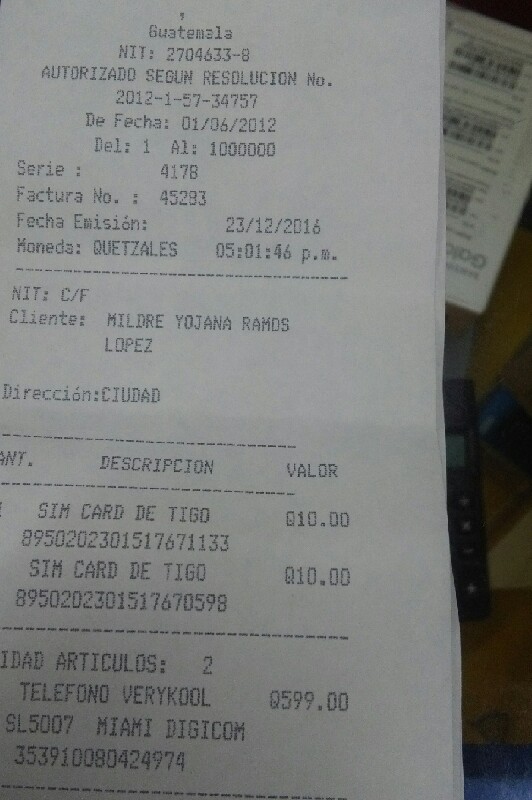 Guatemala
NIT: 2704633-8
AUTORIZADO SEGUN RESOLUCION No.
2012-1-57-34757
De Fecha: 01/06/2012
Del: 1 Al: 1000000
Serie : 417B
Factura No. : 45293
Fecha Emisión: 23/12/2016
Moneda: QUETZALES 05:01:46 p.m.
NIT: C/F
Cliente: MILDRE YOJANA RAMOS
LOPEZ
Dirección:CIUDAD
ANT. DESCRIPCION VALOR
SIM CARD DE TIGO Q10.00
8950202301517671133
SIM CARD DE TIGO Q10.00
8950202301517670598
IDAD ARTICULOS: 2
TELEFONO VERYKOOL Q599.00
SL5007 MIAMI DIGICOM
353910080424974